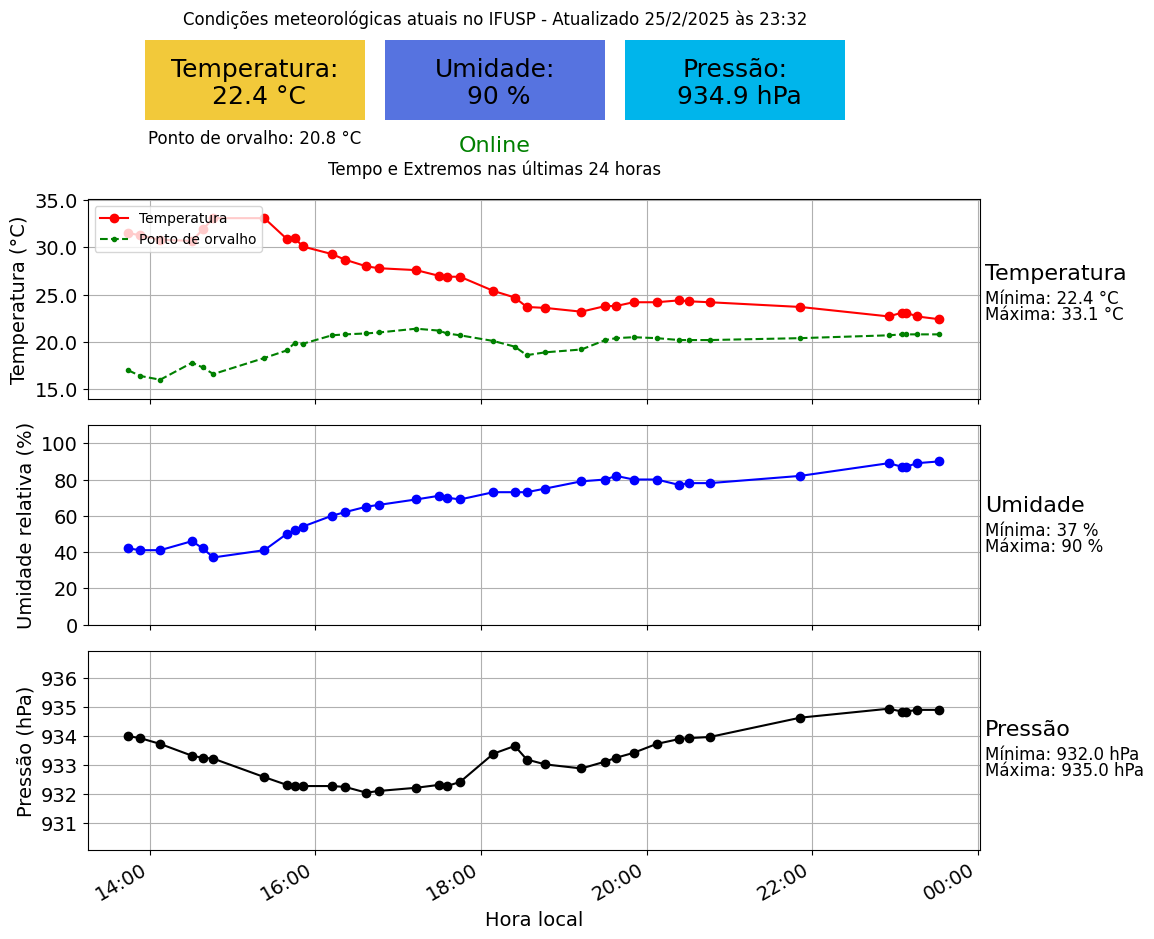 Condições meteorológicas atuais no IFUSP - Atualizado 25/2/2025 às 23:32
Temperatura:
22.4 °C
Umidade:
90 %
Pressão:
934.9 hPa
Ponto de orvalho: 20.8 °C
Online
Tempo e Extremos nas últimas 24 horas
Temperatura (°C)
35.0
30.0
25.0
20.0
15.0
Temperatura
Ponto de orvalho
Temperatura
Mínima: 22.4 °C
Máxima: 33.1 °C
Umidade relativa (%)
100
80
60
40
20
0
Umidade
Mínima: 37 %
Máxima: 90 %
Pressão (hPa)
936
935
934
933
932
931
Pressão
Mínima: 932.0 hPa
Máxima: 935.0 hPa
14:00
16:00
18:00
20:00
22:00
00:00
Hora local